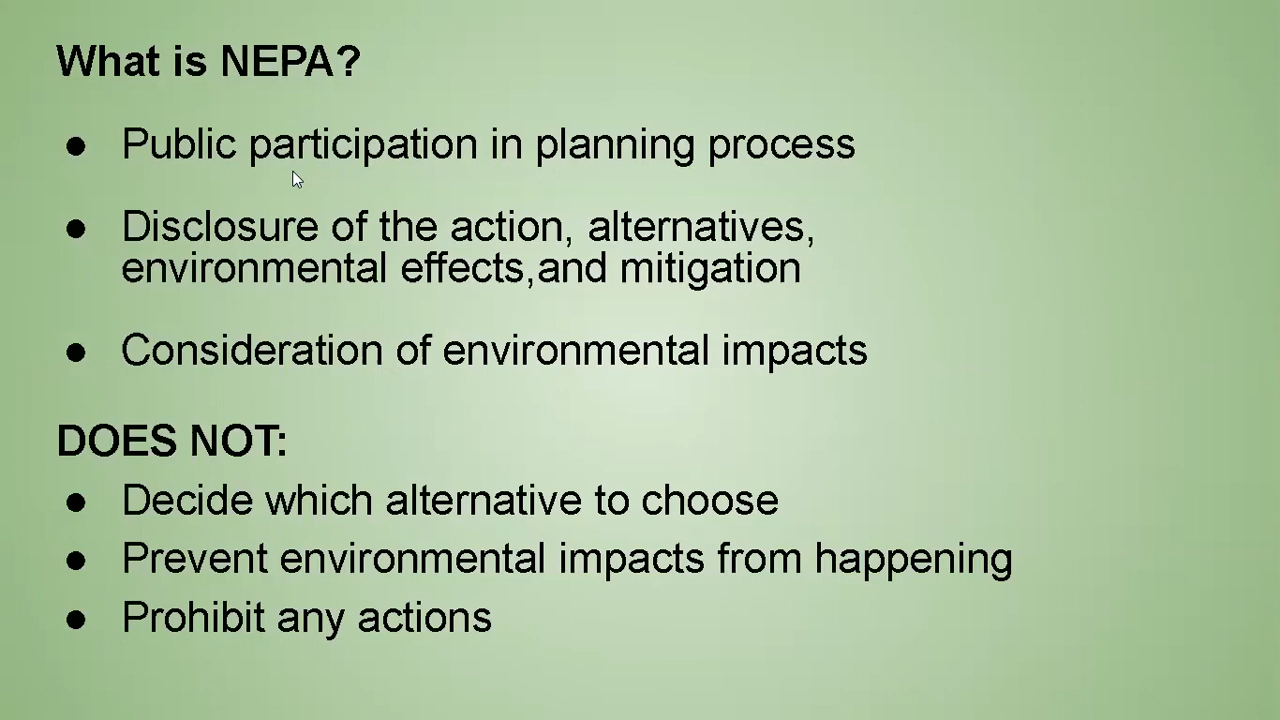 What is NEPA?
● Public participation in planning process
● Disclosure of the action, alternatives,
environmental effects,and mitigation
● Consideration of environmental impacts
DOES NOT:
● Decide which alternative to choose
● Prevent environmental impacts from happening
● Prohibit any actions